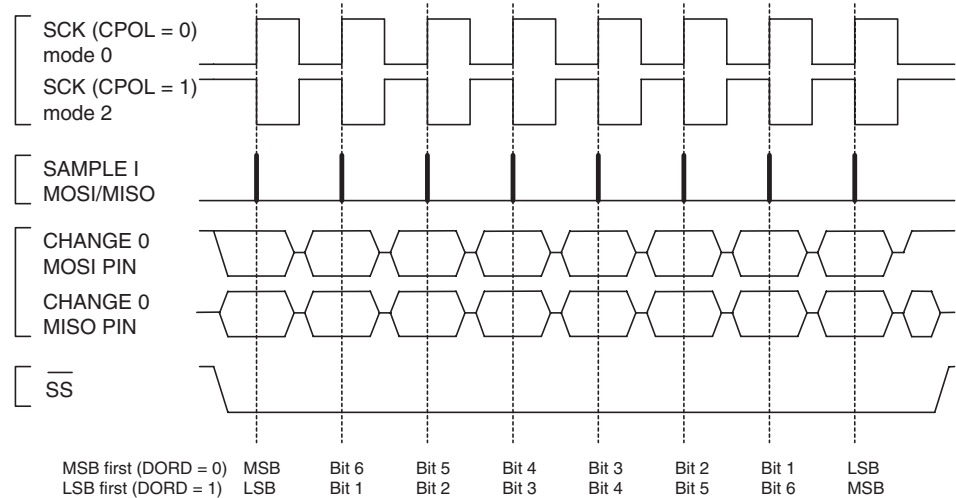 SCK (CPOL = 0)
mode 0
SCK (CPOL = 1)
mode 2
SAMPLE I
MOSI/MISO
CHANGE 0
MOSI PIN
CHANGE 0
MISO PIN
SS
MSB first (DORD = 0) MSB Bit 6 Bit 5 Bit 4 Bit 3 Bit 2 Bit 1 LSB
LSB first (DORD = 1) LSB Bit 1 Bit 2 Bit 3 Bit 4 Bit 5 Bit 6 MSB